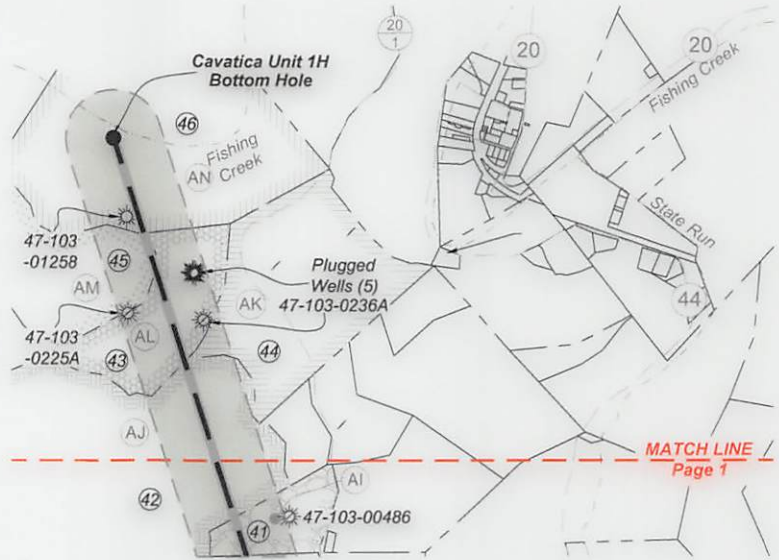 20
1
20
20
Cavatica Unit 1H
Bottom Hole
Fishing Creek
46
Fishing
Creek
AN
State Run
47-103
-01258
45
Plugged
Wells (5)
47-103-0236A
AM
AK
44
47-103
-0225A
AL
43
44
AJ
MATCH LINE
Page 1
AI
42
41
47-103-00486